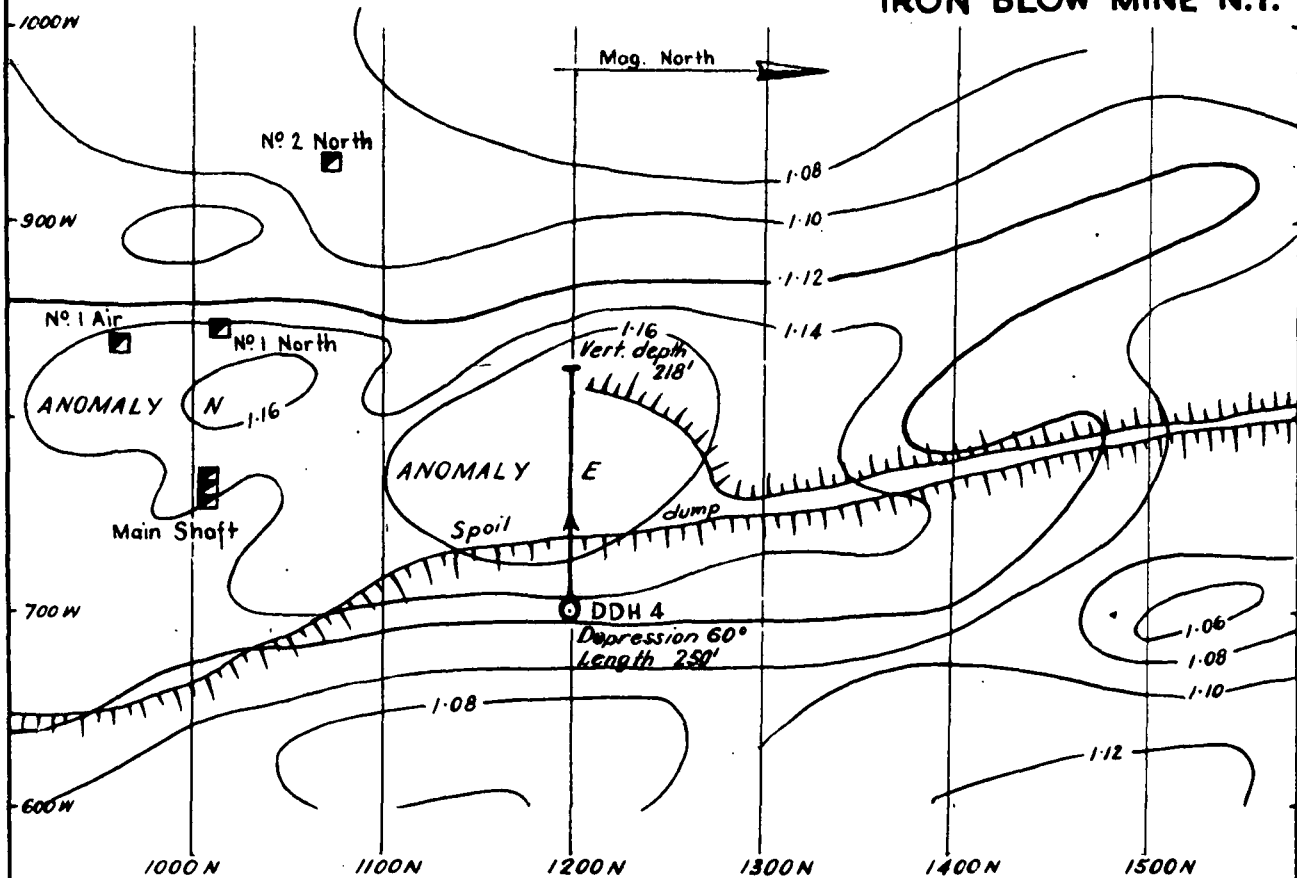 IRON BLOW MINE N.T.
1000W
Mag. North
Nº 2 North
1·08
900W
1·10
1·12
Nº 1 Air
Nº 1 North
1·16
1·14
Vert. depth
218'
ANOMALY N
1·16
ANOMALY E
Main Shaft
Spoil dump
700W
DDH 4
Depression 60°
Length 250'
1·06
1·08
1·10
1·08
1·12
600W
1000N
1100N
1200N
1300N
1400N
1500N